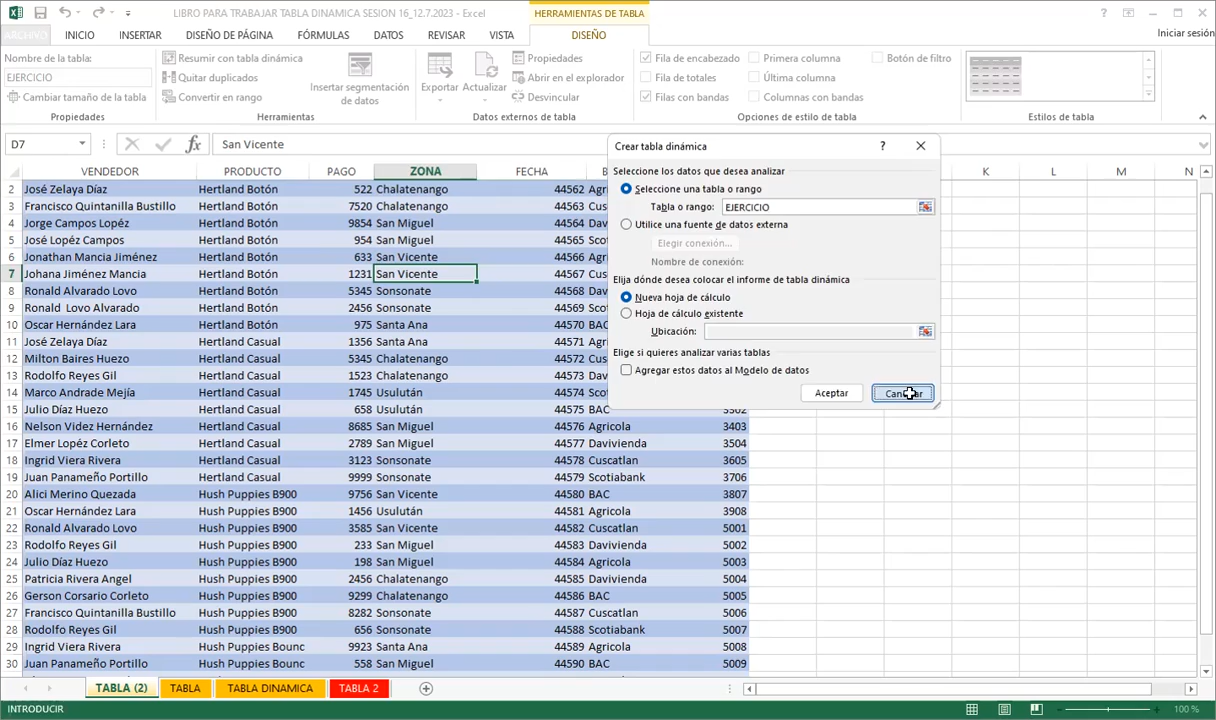 LIBRO PARA TRABAJAR TABLA DINAMICA SESION 16_12.7.2023 - Excel
HERRAMIENTAS DE TABLA
ARCHIVO INICIO INSERTAR DISEÑO DE PÁGINA FÓRMULAS DATOS REVISAR VISTA DISEÑO Iniciar sesión
Nombre de la tabla: Resumir con tabla dinámica Insertar segmentación de datos Exportar Actualizar Propiedades Fila de encabezado Primera columna Botón de filtro
EJERCICIO Quitar duplicados Abrir en el explorador Fila de totales Última columna
Cambiar tamaño de la tabla Convertir en rango Desvincular Filas con bandas Columnas con bandas
Propiedades Herramientas Datos externos de tabla Opciones de estilo de tabla Estilos de tabla
D7 fx San Vicente
VENDEDOR PRODUCTO PAGO ZONA FECHA K L M N
2 José Zelaya Díaz Hertland Botón 522 Chalatenango 44562
3 Francisco Quintanilla Bustillo Hertland Botón 7520 Chalatenango 44563
4 Jorge Campos Lopéz Hertland Botón 9854 San Miguel 44564
5 José Lopéz Campos Hertland Botón 954 San Miguel 44565
6 Jonathan Mancia Jiménez Hertland Botón 633 San Vicente 44566
7 Johana Jiménez Mancia Hertland Botón 1231 San Vicente 44567
8 Ronald Alvarado Lovo Hertland Botón 5345 Sonsonate 44568
9 Ronald Lovo Alvarado Hertland Botón 2456 Sonsonate 44569
10 Oscar Hernández Lara Hertland Botón 975 Santa Ana 44570 BAC
11 José Zelaya Díaz Hertland Casual 1356 Santa Ana 44571
12 Milton Baires Huezo Hertland Casual 5345 Chalatenango 44572
13 Rodolfo Reyes Gil Hertland Casual 1523 Chalatenango 44573
14 Marco Andrade Mejía Hertland Casual 1745 Usulután 44574
15 Julio Díaz Huezo Hertland Casual 658 Usulután 44575 BAC 3302
16 Nelson Videz Hernández Hertland Casual 8685 San Miguel 44576 Agricola 3403
17 Elmer Lopéz Corleto Hertland Casual 2789 San Miguel 44577 Davivienda 3504
18 Ingrid Viera Rivera Hertland Casual 3123 Sonsonate 44578 Cuscatlan 3605
19 Juan Panameño Portillo Hertland Casual 9999 Sonsonate 44579 Scotiabank 3706
20 Alici Merino Quezada Hush Puppies B900 9756 San Vicente 44580 BAC 3807
21 Oscar Hernández Lara Hush Puppies B900 1456 Usulután 44581 Agricola 3908
22 Ronald Alvarado Lovo Hush Puppies B900 3585 San Vicente 44582 Cuscatlan 5001
23 Rodolfo Reyes Gil Hush Puppies B900 233 San Miguel 44583 Davivienda 5002
24 Julio Díaz Huezo Hush Puppies B900 198 San Miguel 44584 Agricola 5003
25 Patricia Rivera Angel Hush Puppies B900 2456 Chalatenango 44585 Davivienda 5004
26 Gerson Corsario Corleto Hush Puppies B900 9299 Chalatenango 44586 BAC 5005
27 Francisco Quintanilla Bustillo Hush Puppies B900 8282 Sonsonate 44587 Cuscatlan 5006
28 Rodolfo Reyes Gil Hush Puppies B900 656 Sonsonate 44588 Scotiabank 5007
29 Ingrid Viera Rivera Hush Puppies Bounc 9923 Santa Ana 44589 Agricola 5008
30 Juan Panameño Portillo Hush Puppies Bounc 558 San Miguel 44590 BAC 5009
Crear tabla dinámica ?
Seleccione los datos que desea analizar
Seleccione una tabla o rango
Tabla o rango: EJERCICIO
Utilice una fuente de datos externa
Elegir conexión...
Nombre de conexión:
Elija dónde desea colocar el informe de tabla dinámica
Nueva hoja de cálculo
Hoja de cálculo existente
Ubicación:
Elige si quieres analizar varias tablas
Agregar estos datos al Modelo de datos
Aceptar
TABLA (2) TABLA TABLA DINAMICA TABLA 2
INTRODUCIR 100 %